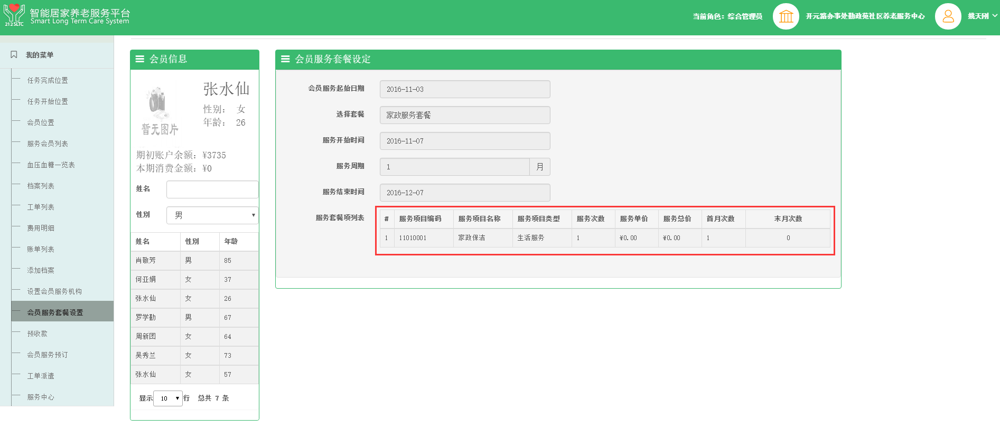 智能居家养老服务平台
Smart Long Term Care System
212 SLTC
当前角色：综合管理员
开元路办事处勤政苑社区养老服务中心
姚天刚
我的菜单
任务完成位置
任务开始位置
会员位置
服务会员列表
血压血糖一览表
档案列表
工单列表
费用明细
账单列表
添加档案
设置会员服务机构
会员服务套餐设置
预收款
会员服务预订
工单派遣
服务中心
会员信息
暂无图片
张水仙
性别： 女
年龄： 26
期初账户余额：¥3735
本期消费金额：¥0
姓名
性别 男
姓名 性别 年龄
肖敬芳 男 85
何亚娟 女 37
张水仙 女 26
罗学勤 男 67
周新团 女 64
吴秀兰 女 73
张水仙 女 57
显示 10 行 总共 7 条
会员服务套餐设定
会员服务起始日期 2016-11-03
选择套餐 家政服务套餐
服务开始时间 2016-11-07
服务周期 1 月
服务结束时间 2016-12-07
服务套餐项列表
# 服务项目编码 服务项目名称 服务项目类型 服务次数 服务单价 服务总价 首月次数 末月次数
1 11010001 家政保洁 生活服务 1 ¥0.00 ¥0.00 1 0